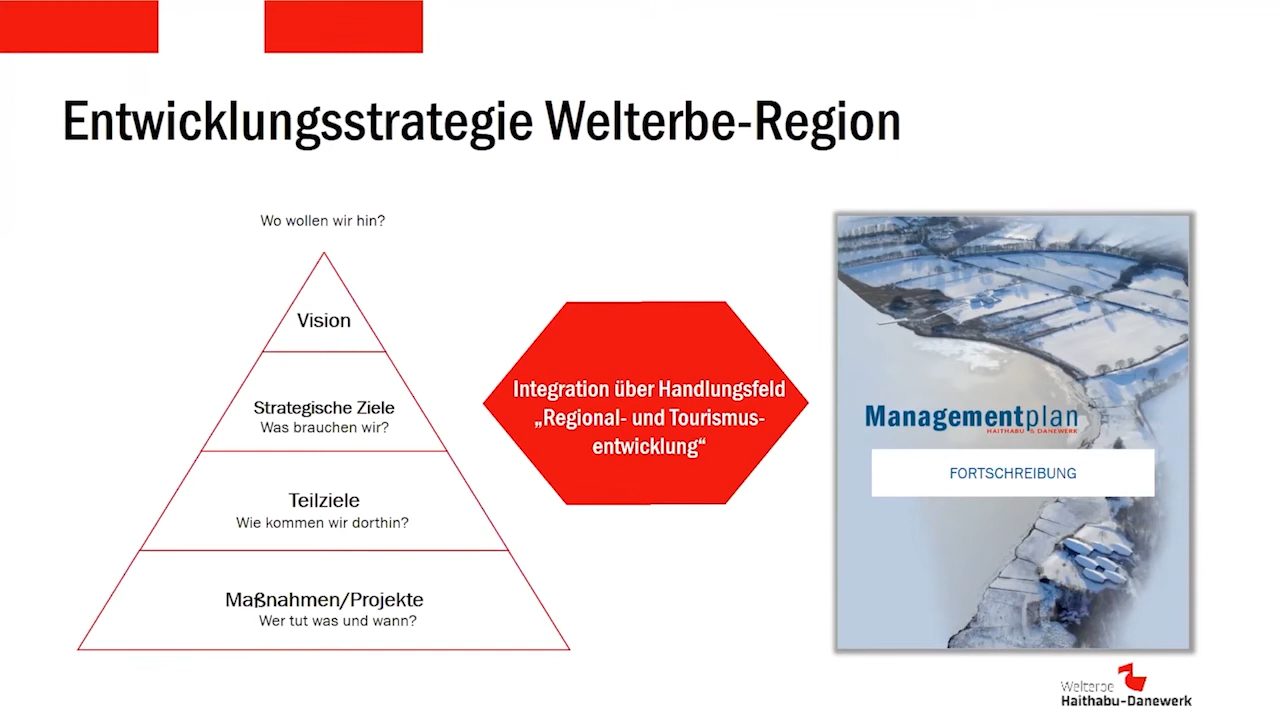 Entwicklungsstrategie Welterbe-Region
Wo wollen wir hin?
Vision
Strategische Ziele
Was brauchen wir?
Teilziele
Wie kommen wir dorthin?
Maßnahmen/Projekte
Wer tut was und wann?
Integration über Handlungsfeld
„Regional- und Tourismus-
entwicklung“
Managementplan
HAITHABU & DANEWERK
FORTSCHREIBUNG
Welterbe
Haithabu-Danewerk